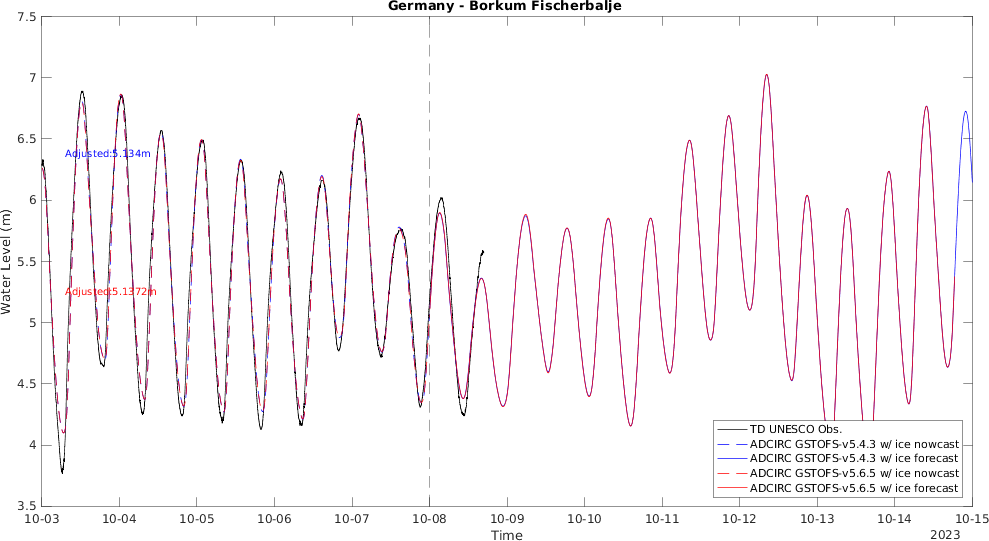 Germany - Borkum Fischerbalje
7.5
7
6.5
6
5.5
5
4.5
4
3.5
Water Level (m)
Adjusted:5.134m
Adjusted:5.1372m
TD UNESCO Obs.
ADCIRC GSTOFS-v5.4.3 w/ ice nowcast
ADCIRC GSTOFS-v5.4.3 w/ ice forecast
ADCIRC GSTOFS-v5.6.5 w/ ice nowcast
ADCIRC GSTOFS-v5.6.5 w/ ice forecast
10-03 10-04 10-05 10-06 10-07 10-08 10-09 10-10 10-11 10-12 10-13 10-14 10-15
Time
2023